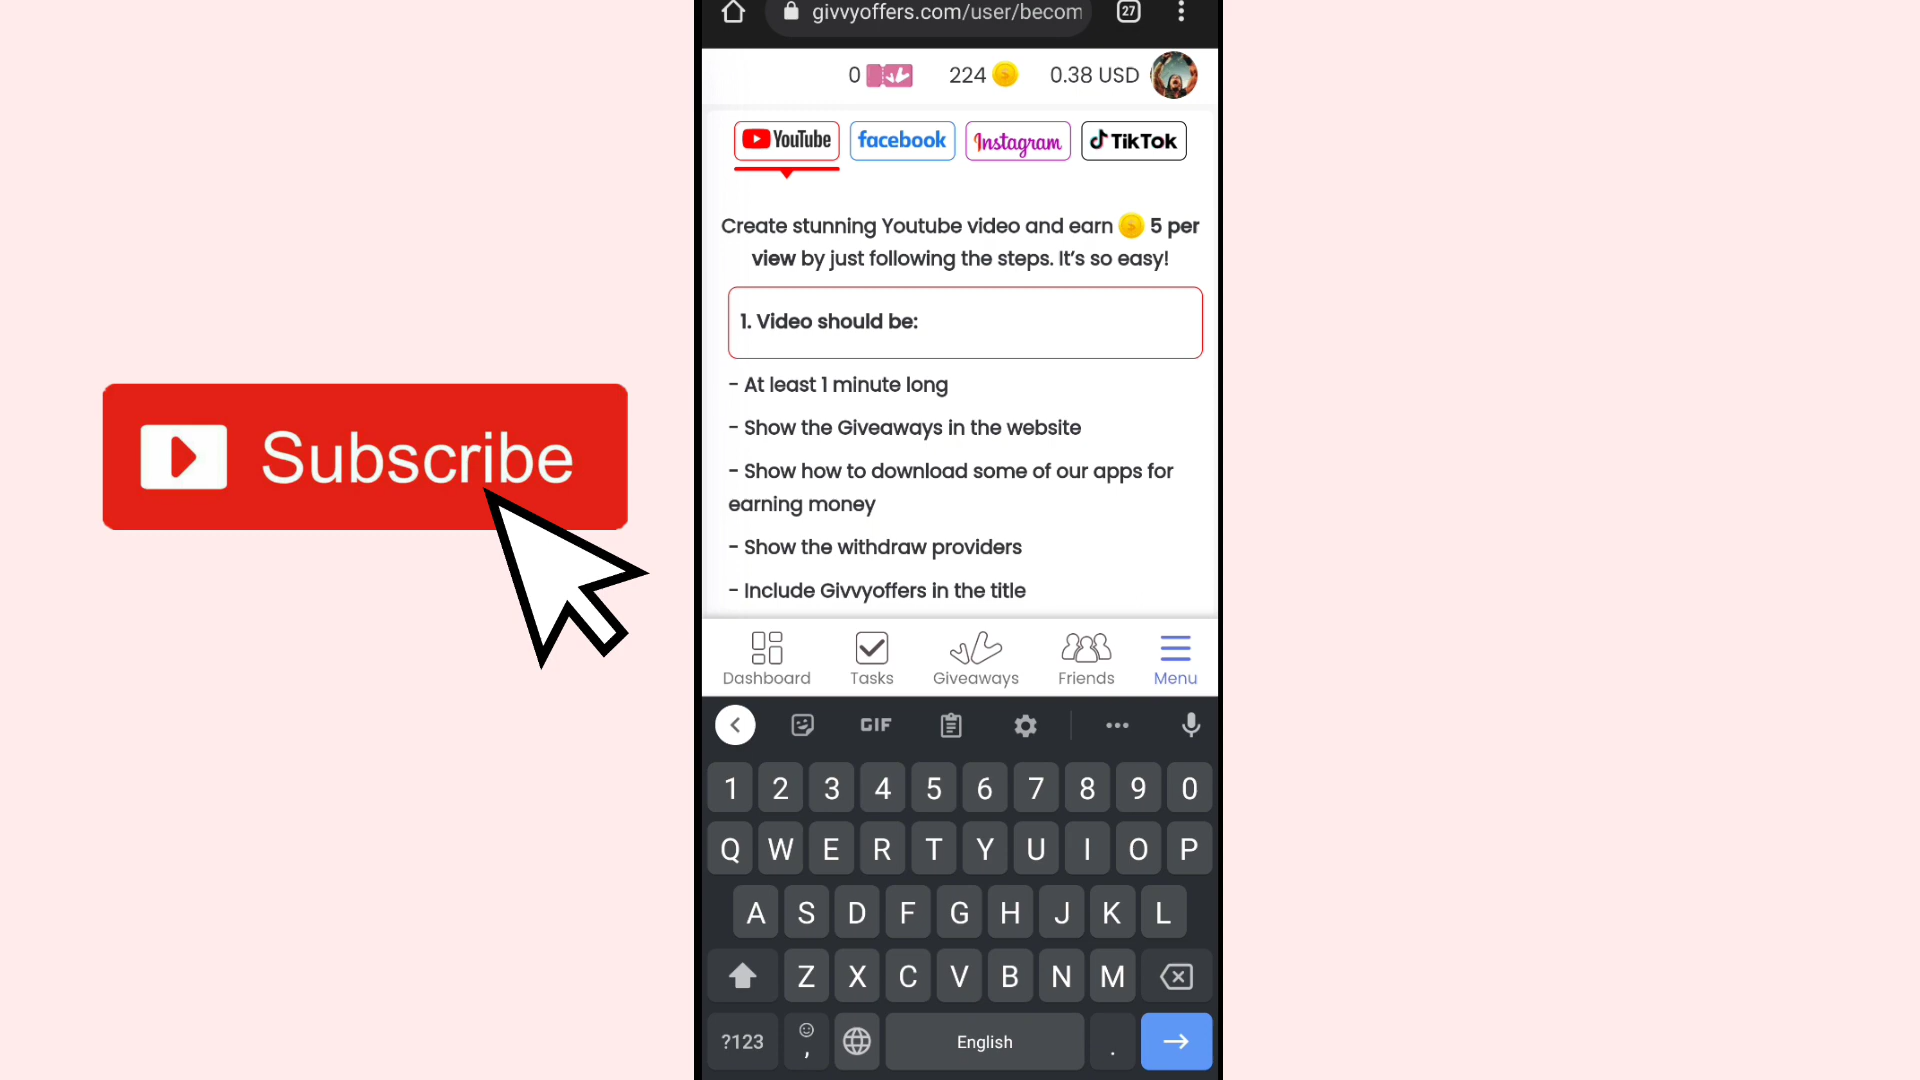 givvyoffers.com/user/becom
27
0
224
0.38 USD
YouTube
facebook
Instagram
TikTok
Create stunning Youtube video and earn 5 per
view by just following the steps. It's so easy!
1. Video should be:
- At least 1 minute long
- Show the Giveaways in the website
- Show how to download some of our apps for
earning money
- Show the withdraw providers
- Include Givvyoffers in the title
Subscribe
Dashboard
Tasks
Giveaways
Friends
Menu
GIF
1 2 3 4 5 6 7 8 9 0
Q W E R T Y U I O P
A S D F G H J K L
Z X C V B N M
?123 , English .